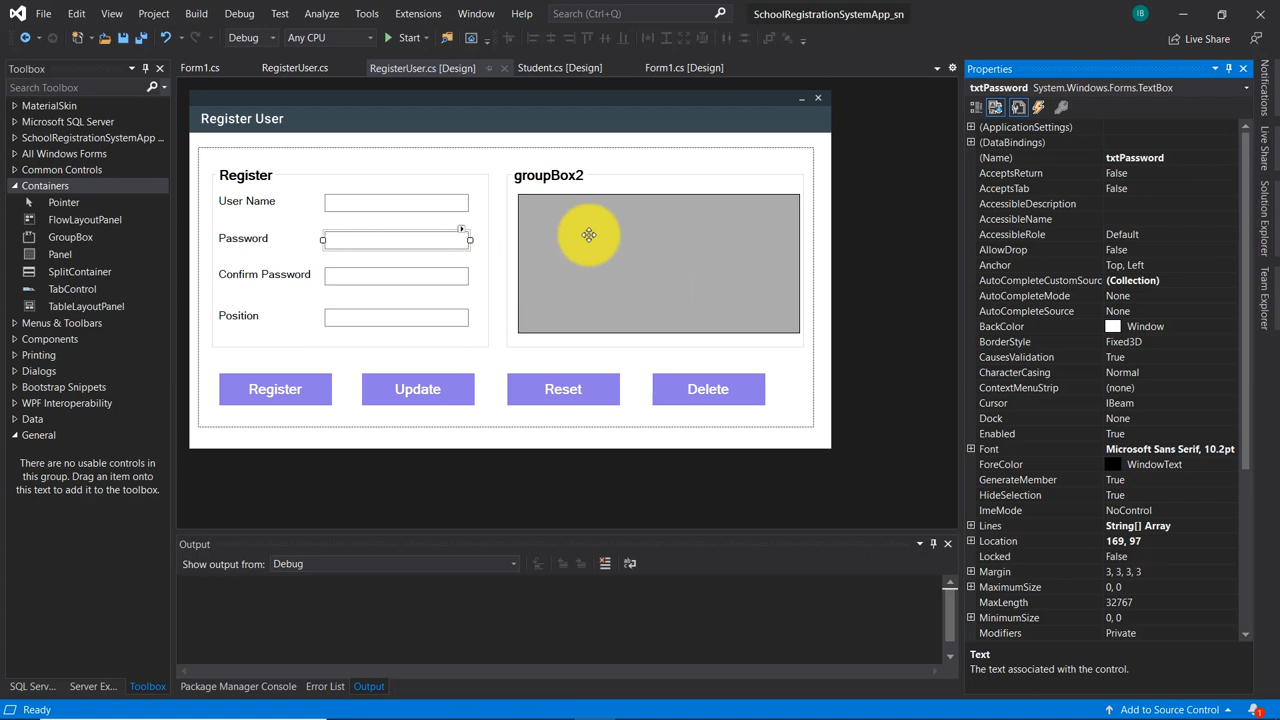 File Edit View Project Build Debug Test Analyze Tools Extensions Window Help Search (Ctrl+Q) SchoolRegistrationSystemApp_sn IB
Debug Any CPU Start Live Share
Toolbox
Search Toolbox
MaterialSkin
Microsoft SQL Server
SchoolRegistrationSystemApp ...
All Windows Forms
Common Controls
Containers
Pointer
FlowLayoutPanel
GroupBox
Panel
SplitContainer
TabControl
TableLayoutPanel
Menus & Toolbars
Components
Printing
Dialogs
Bootstrap Snippets
WPF Interoperability
Data
General
There are no usable controls in
this group. Drag an item onto
this text to add it to the toolbox.
SQL Serv... Server Ex... Toolbox
Form1.cs RegisterUser.cs RegisterUser.cs [Design] Student.cs [Design] Form1.cs [Design]
Register User
Register
User Name
Password
Confirm Password
Position
groupBox2
Register Update Reset Delete
Output
Show output from: Debug
Package Manager Console Error List Output
Properties
txtPassword System.Windows.Forms.TextBox
(ApplicationSettings)
(DataBindings)
(Name) txtPassword
AcceptsReturn False
AcceptsTab False
AccessibleDescription
AccessibleName
AccessibleRole Default
AllowDrop False
Anchor Top, Left
AutoCompleteCustomSourc (Collection)
AutoCompleteMode None
AutoCompleteSource None
BackColor Window
BorderStyle Fixed3D
CausesValidation True
CharacterCasing Normal
ContextMenuStrip (none)
Cursor IBeam
Dock None
Enabled True
Font Microsoft Sans Serif, 10.2pt
ForeColor WindowText
GenerateMember True
HideSelection True
ImeMode NoControl
Lines String[] Array
Location 169, 97
Locked False
Margin 3, 3, 3, 3
MaximumSize 0, 0
MaxLength 32767
MinimumSize 0, 0
Modifiers Private
Text
The text associated with the control.
Notifications
Live Share
Team Explorer
Ready Add to Source Control 1